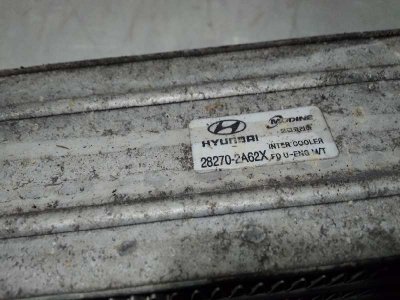 MODINE
HYUNDAI
INTER COOLER
28270-2A62X FD U-ENG M/T